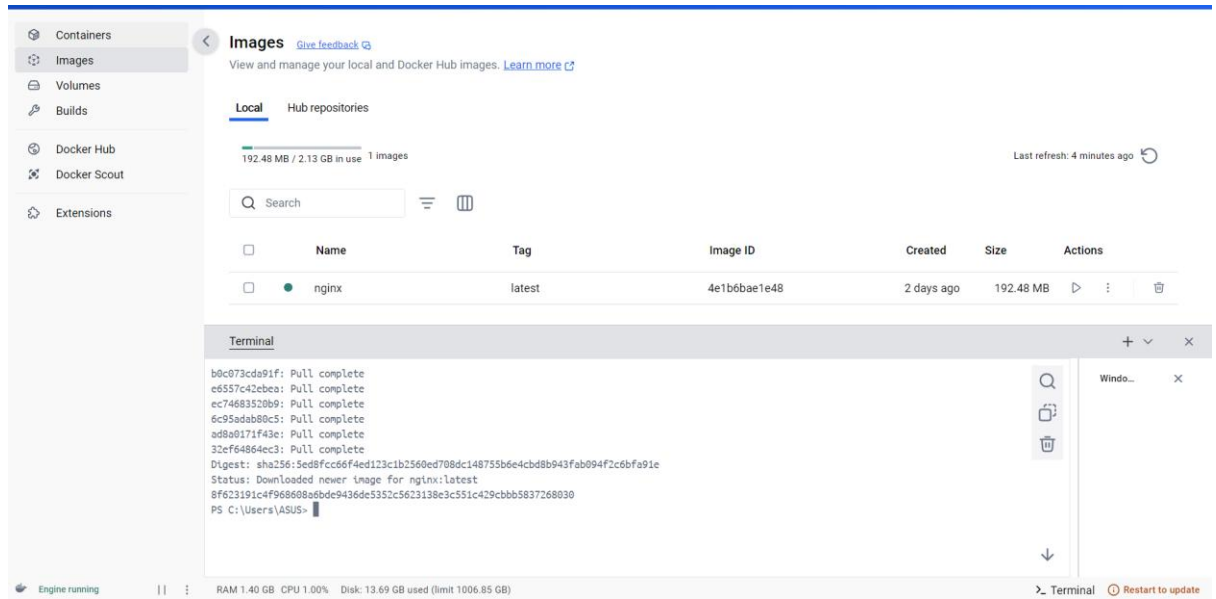 Containers
Images
Volumes
Builds
Docker Hub
Docker Scout
Extensions
Images Give feedback
View and manage your local and Docker Hub images. Learn more
Local Hub repositories
192.48 MB / 2.13 GB in use 1 images
Last refresh: 4 minutes ago
Search
Name Tag Image ID Created Size Actions
nginx latest 4e1b6bae1e48 2 days ago 192.48 MB
Terminal
b0c073cda91f: Pull complete
e6557c42ebea: Pull complete
ec74683520b9: Pull complete
6c95adab80c5: Pull complete
ad8a0171f43e: Pull complete
32ef64864ec3: Pull complete
Digest: sha256:5ed8fcc66f4ed123c1b2560ed708dc148755b6e4cbd8b943fab094f2c6bfa91e
Status: Downloaded newer image for nginx:latest
8f623191c4f968608a6bde9436de5352c5623138e3c551c429cbbb5837268030
PS C:\Users\ASUS>
Windo...
Engine running
RAM 1.40 GB CPU 1.00% Disk: 13.69 GB used (limit 1006.85 GB)
>_ Terminal
Restart to update